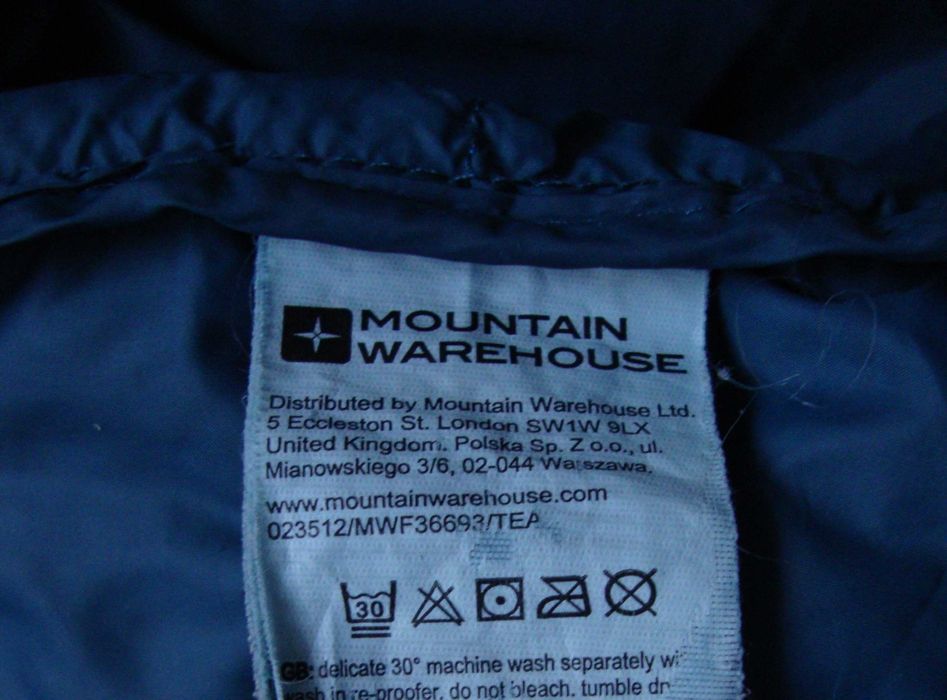 MOUNTAIN
WAREHOUSE
Distributed by Mountain Warehouse Ltd.
5 Eccleston St. London SW1W 9LX
United Kingdom. Polska Sp. Z o.o., ul.
Mianowskiego 3/6, 02-044 Warszawa.
www.mountainwarehouse.com
023512/MWF36693/TEA
30
GB: delicate 30° machine wash separately
wash in re-proofer, do not bleach, tumble